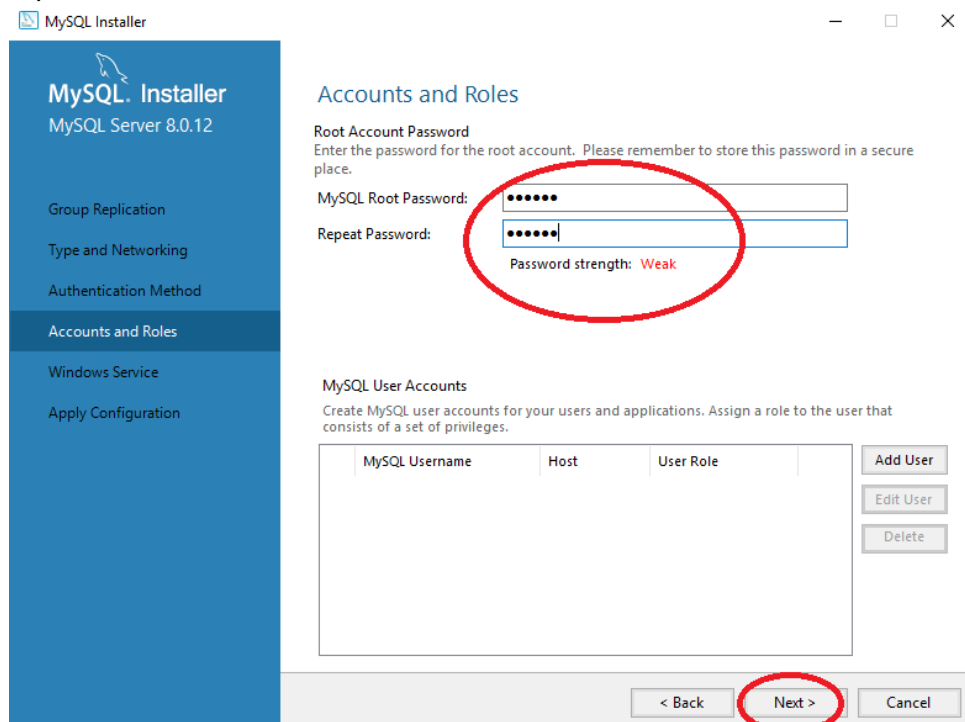 MySQL Installer
MySQL. Installer
MySQL Server 8.0.12
Group Replication
Type and Networking
Authentication Method
Accounts and Roles
Windows Service
Apply Configuration
Accounts and Roles
Root Account Password
Enter the password for the root account. Please remember to store this password in a secure
place.
MySQL Root Password: ●●●●●●
Repeat Password: ●●●●●●
Password strength: Weak
MySQL User Accounts
Create MySQL user accounts for your users and applications. Assign a role to the user that
consists of a set of privileges.
MySQL Username Host User Role
Add User
Edit User
Delete
< Back Next > Cancel